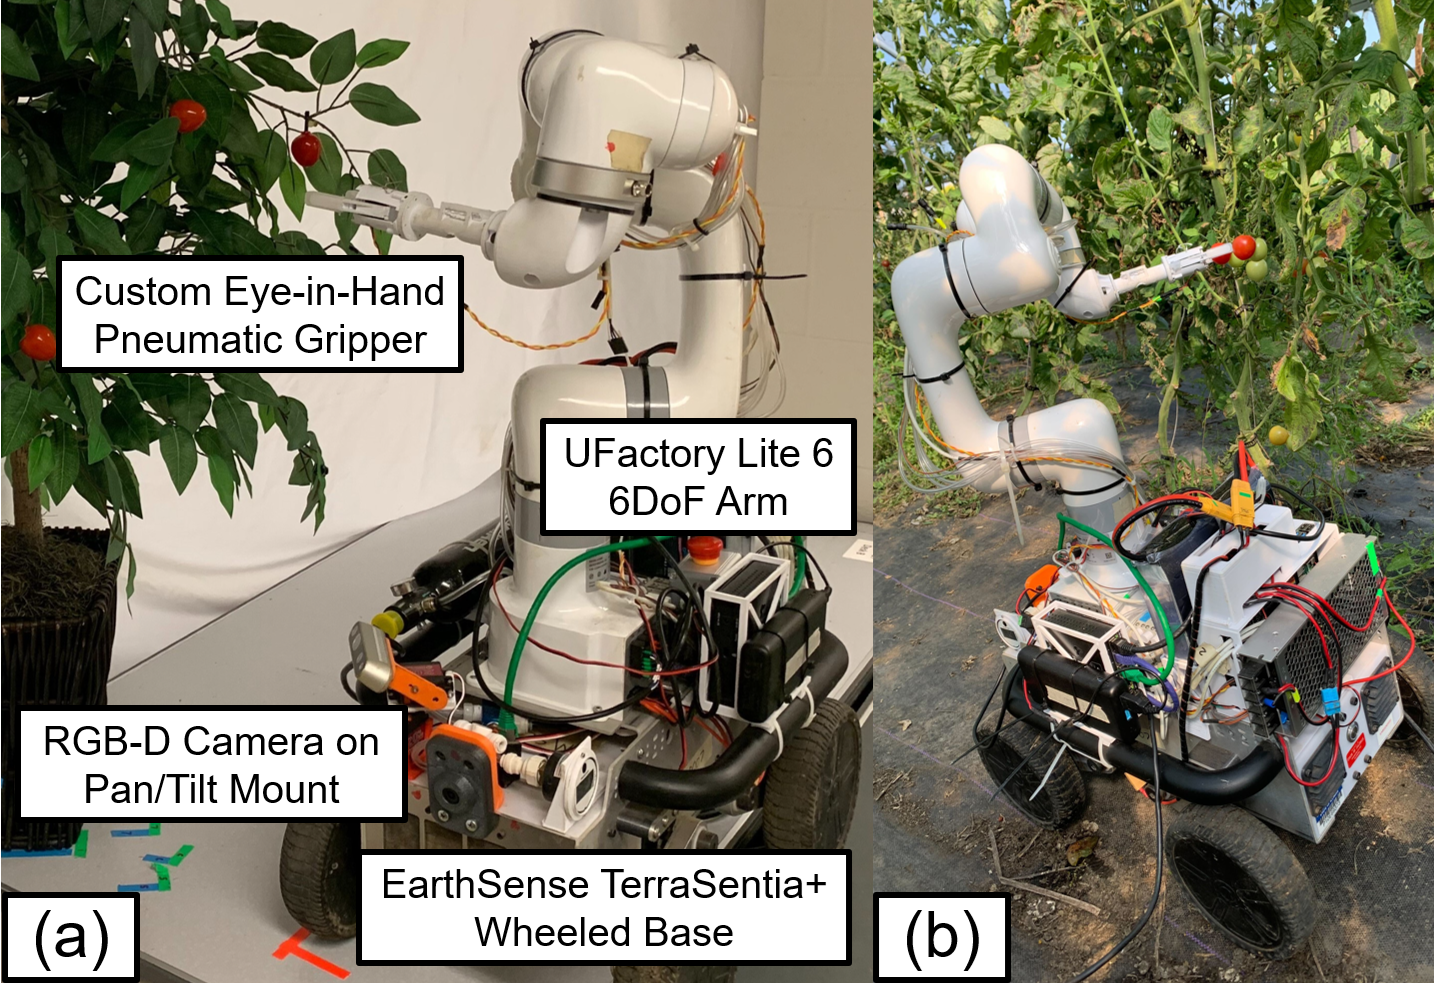 Custom Eye-in-Hand
Pneumatic Gripper
UFactory Lite 6
6DoF Arm
RGB-D Camera on
Pan/Tilt Mount
EarthSense TerraSentia+
Wheeled Base
(a)
(b)